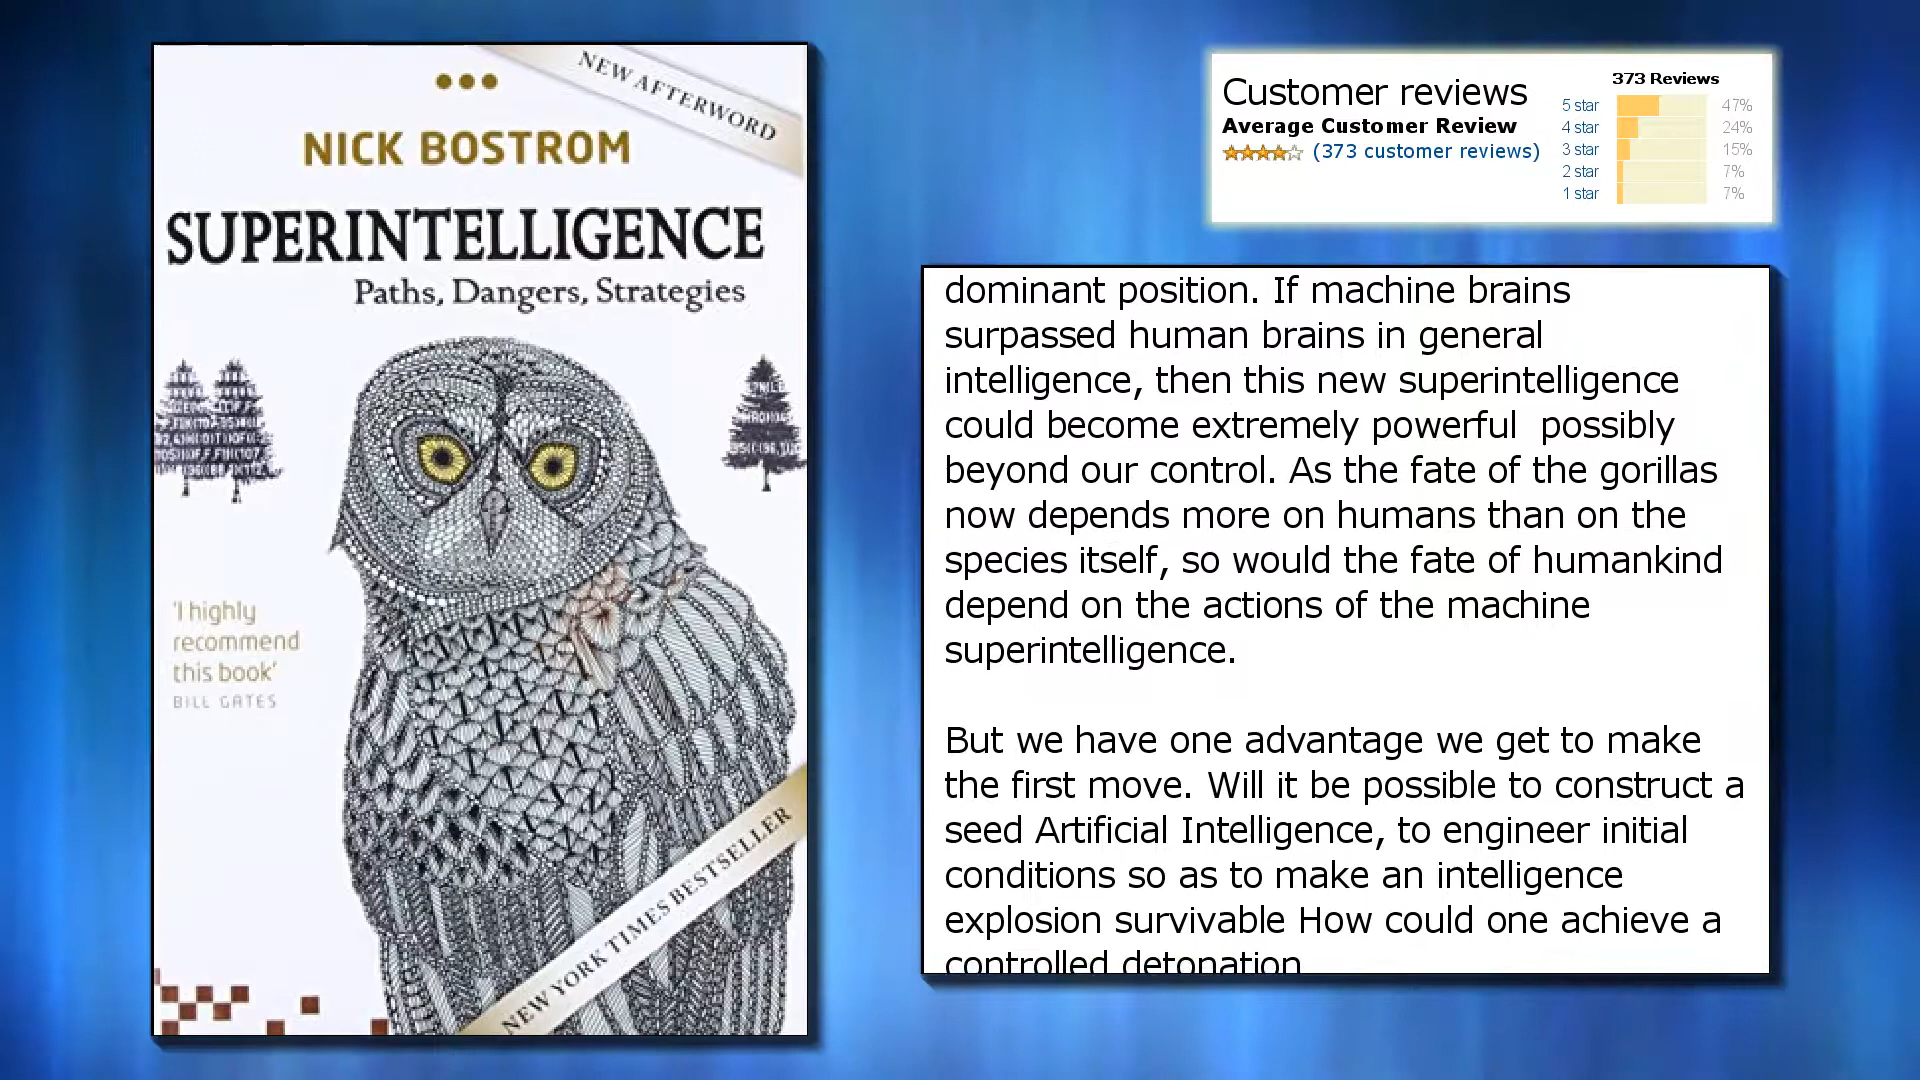 NEW AFTERWORD
NICK BOSTROM
SUPERINTELLIGENCE
Paths, Dangers, Strategies
'I highly
recommend
this book'
BILL GATES
NEW YORK TIMES BESTSELLER
Customer reviews
Average Customer Review
(373 customer reviews)
373 Reviews
5 star 47%
4 star 24%
3 star 15%
2 star 7%
1 star 7%
dominant position. If machine brains
surpassed human brains in general
intelligence, then this new superintelligence
could become extremely powerful  possibly
beyond our control. As the fate of the gorillas
now depends more on humans than on the
species itself, so would the fate of humankind
depend on the actions of the machine
superintelligence.
But we have one advantage we get to make
the first move. Will it be possible to construct a
seed Artificial Intelligence, to engineer initial
conditions so as to make an intelligence
explosion survivable How could one achieve a
controlled detonation